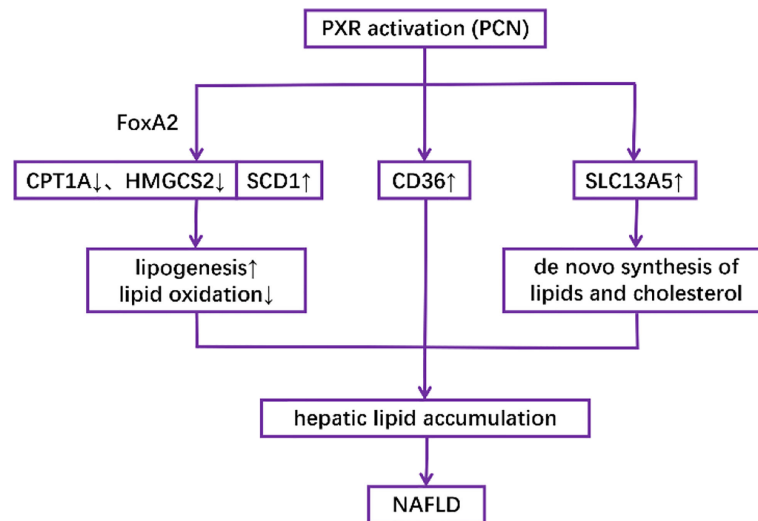 PXR activation (PCN)
FoxA2
CPT1A↓、HMGCS2↓
SCD1↑
CD36↑
SLC13A5↑
lipogenesis↑
lipid oxidation↓
de novo synthesis of
lipids and cholesterol
hepatic lipid accumulation
NAFLD